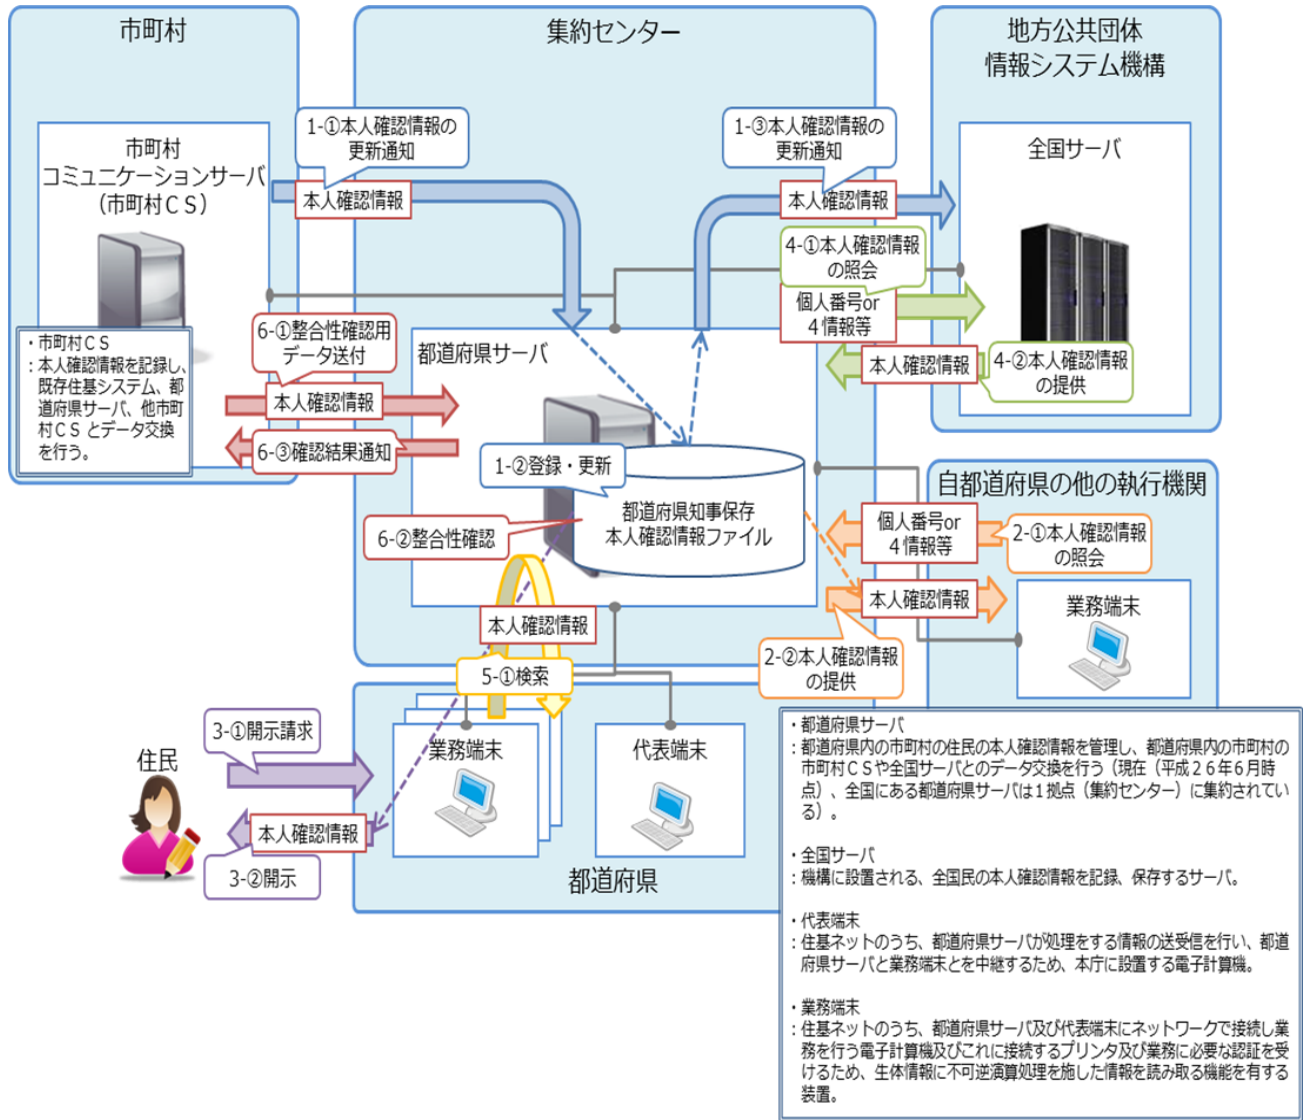 市町村
集約センター
地方公共団体
情報システム機構
1-①本人確認情報の
更新通知
本人確認情報
1-③本人確認情報の
更新通知
本人確認情報
市町村
コミュニケーションサーバ
（市町村ＣＳ）
全国サーバ
4-①本人確認情報
の照会
個人番号or
４情報等
本人確認情報
4-②本人確認情報
の提供
・市町村ＣＳ
：本人確認情報を記録し、
既存住基システム、都
道府県サーバ、他市町
村ＣＳとデータ交換
を行う。
6-①整合性確認用
データ送付
本人確認情報
6-③確認結果通知
都道府県サーバ
1-②登録・更新
都道府県知事保存
本人確認情報ファイル
6-②整合性確認
自都道府県の他の執行機関
個人番号or
４情報等
2-①本人確認情報
の照会
本人確認情報
業務端末
2-②本人確認情報
の提供
本人確認情報
5-①検索
3-①開示請求
住民
本人確認情報
3-②開示
業務端末
代表端末
都道府県
・都道府県サーバ
：都道府県内の市町村の住民の本人確認情報を管理し、都道府県内の市町村の
市町村ＣＳや全国サーバとのデータ交換を行う（現在（平成２６年６月時
点）、全国にある都道府県サーバは１拠点（集約センター）に集約されてい
る）。
・全国サーバ
：機構に設置される、全国民の本人確認情報を記録、保存するサーバ。
・代表端末
：住基ネットのうち、都道府県サーバが処理をする情報の送受信を行い、都道
府県サーバと業務端末とを中継するため、本庁に設置する電子計算機。
・業務端末
：住基ネットのうち、都道府県サーバ及び代表端末にネットワークで接続し業
務を行う電子計算機及びこれに接続するプリンタ及び業務に必要な認証を受
けるため、生体情報に不可逆演算処理を施した情報を読み取る機能を有する
装置。